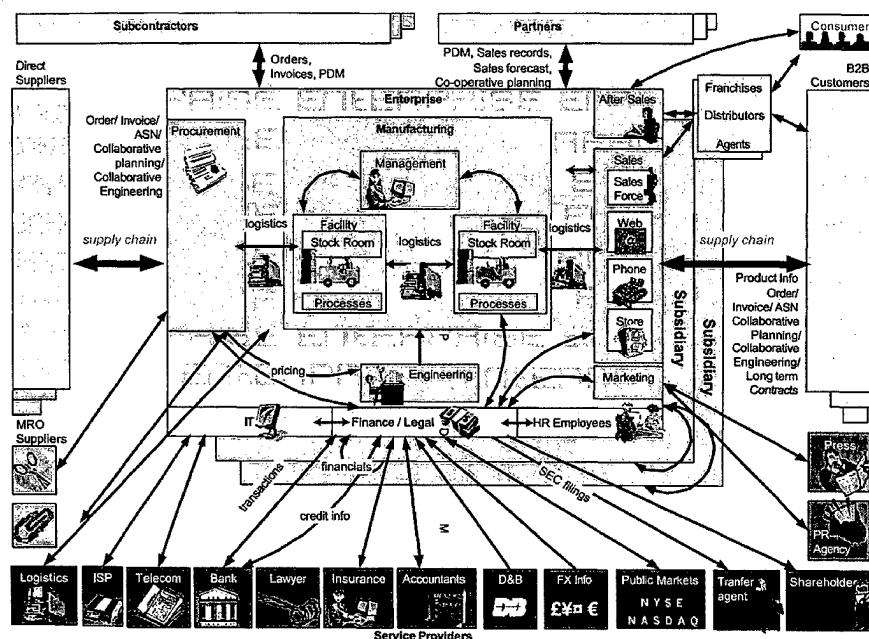 Subcontractors
Partners
Consumer
Direct
Suppliers
Orders,
Invoices, PDM
PDM, Sales records,
Sales forecast,
Co-operative planning
B2B
Customers
Enterprise
After Sales
Franchises
Distributors
Agents
Order/ Invoice/
ASN/
Collaborative
planning/
Collaborative
Engineering
Procurement
Manufacturing
Management
Sales
Sales
Force
logistics
Facility
Stock Room
logistics
Facility
Stock Room
logistics
Web
supply chain
supply chain
Processes
Processes
Phone
Store
Product Info
Order/
Invoice/ ASN
Collaborative
Planning/
Collaborative
Engineering/
Long term
Contracts
Subsidiary
Subsidiary
P
pricing
Engineering
Marketing
IT
Finance / Legal
D
HR Employees
MRO
Suppliers
transactions
financials
credit info
SEC filings
M
Press
PR
Agency
Logistics
ISP
Telecom
Bank
Lawyer
Insurance
Accountants
D&B
FX Info
£¥¤ €
Public Markets
NYSE
NASDAQ
Tranfer
agent
Shareholder
Service Providers